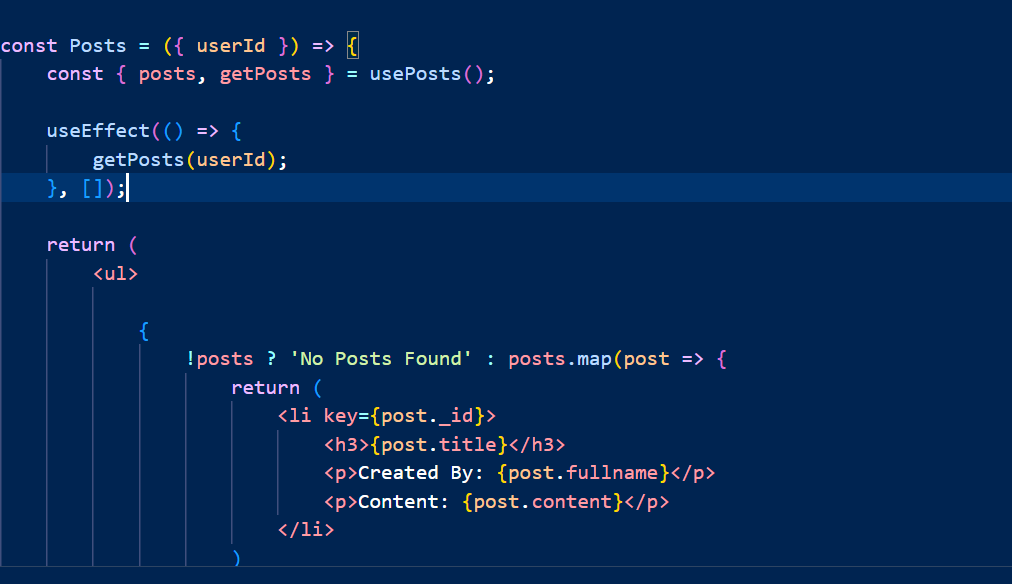 const Posts = ({ userId }) => {
const { posts, getPosts } = usePosts();
useEffect(() => {
getPosts(userId);
}, []);
return (
<ul>
{
!posts ? 'No Posts Found' : posts.map(post => {
return (
<li key={post._id}>
<h3>{post.title}</h3>
<p>Created By: {post.fullname}</p>
<p>Content: {post.content}</p>
</li>
)